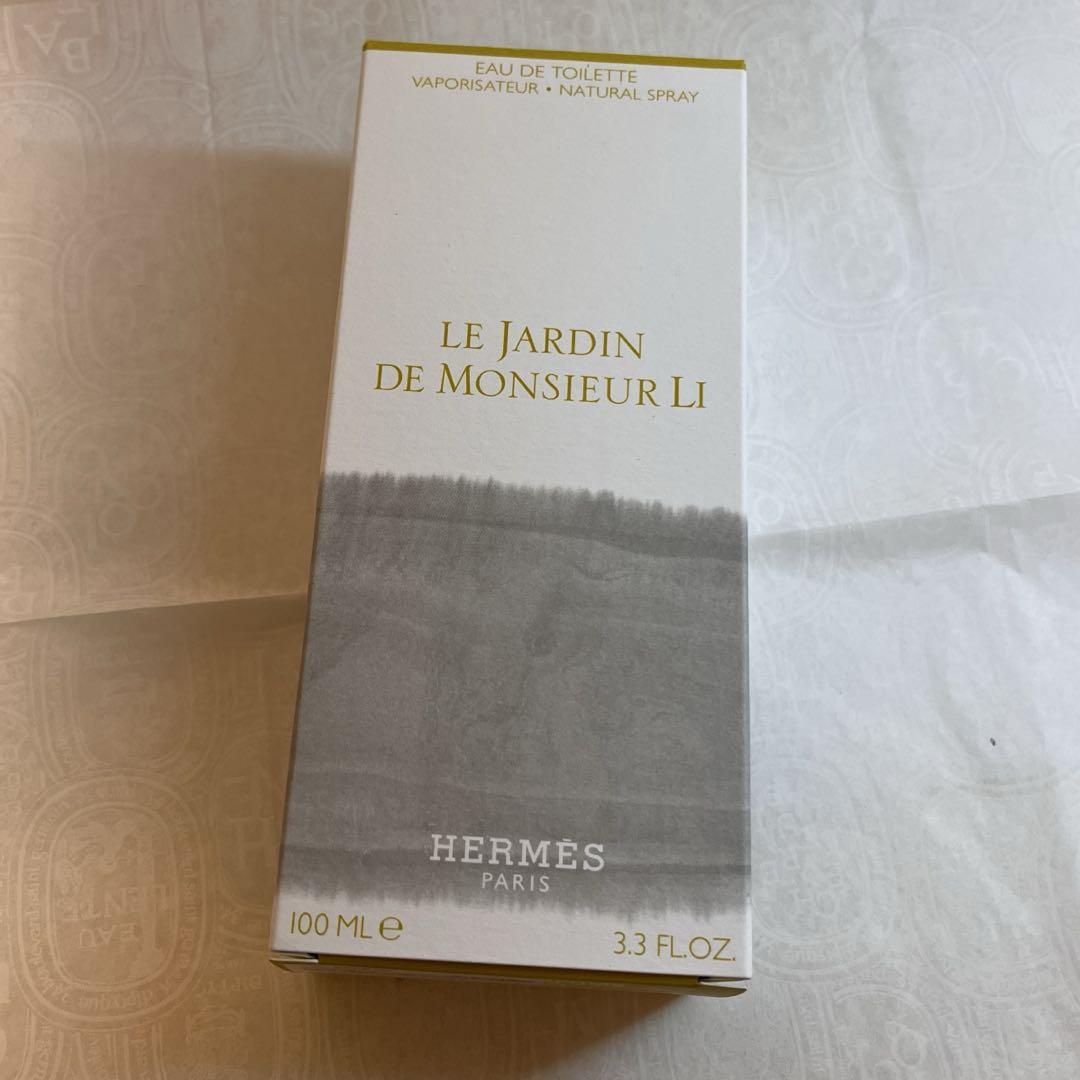 EAU DE TOILETTE
VAPORISATEUR • NATURAL SPRAY
LE JARDIN
DE MONSIEUR LI
HERMÈS
PARIS
100 ML ℮
3.3 FL.OZ.
EAU